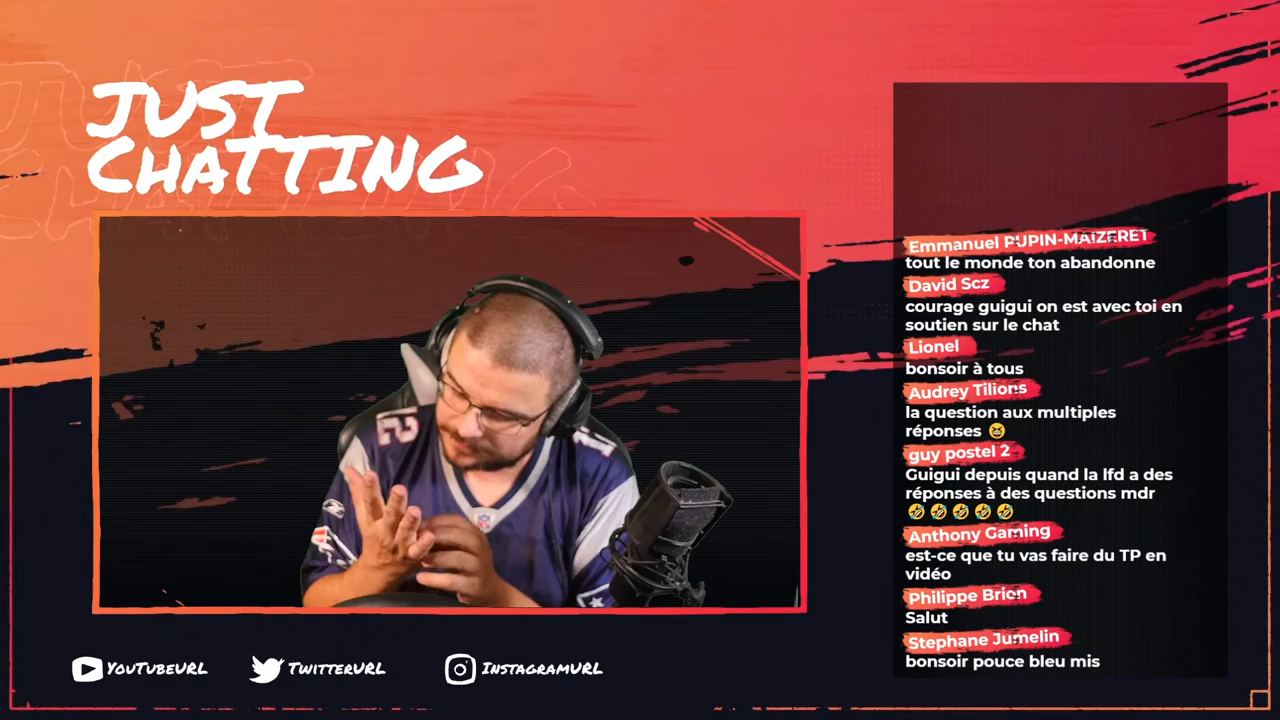 JUST
CHATTING
Emmanuel PUPIN-MAIZERET
tout le monde ton abandonne
David Scz
courage guigui on est avec toi en
soutien sur le chat
Lionel
bonsoir à tous
Audrey Tilions
la question aux multiples
réponses 😆
guy postel 2
Guigui depuis quand la lfd a des
réponses à des questions mdr
🤣 🤣 🤣 🤣 🤣
Anthony Gaming
est-ce que tu vas faire du TP en
vidéo
Philippe Brion
Salut
Stephane Jumelin
bonsoir pouce bleu mis
12
YouTubeURL
TwitterURL
InstagramURL